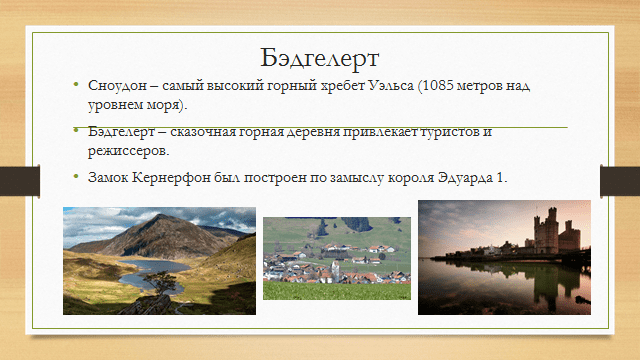 Бэдгелерт
• Сноудон – самый высокий горный хребет Уэльса (1085 метров над
уровнем моря).
• Бэдгелерт – сказочная горная деревня привлекает туристов и
режиссеров.
• Замок Кернерфон был построен по замыслу короля Эдуарда 1.